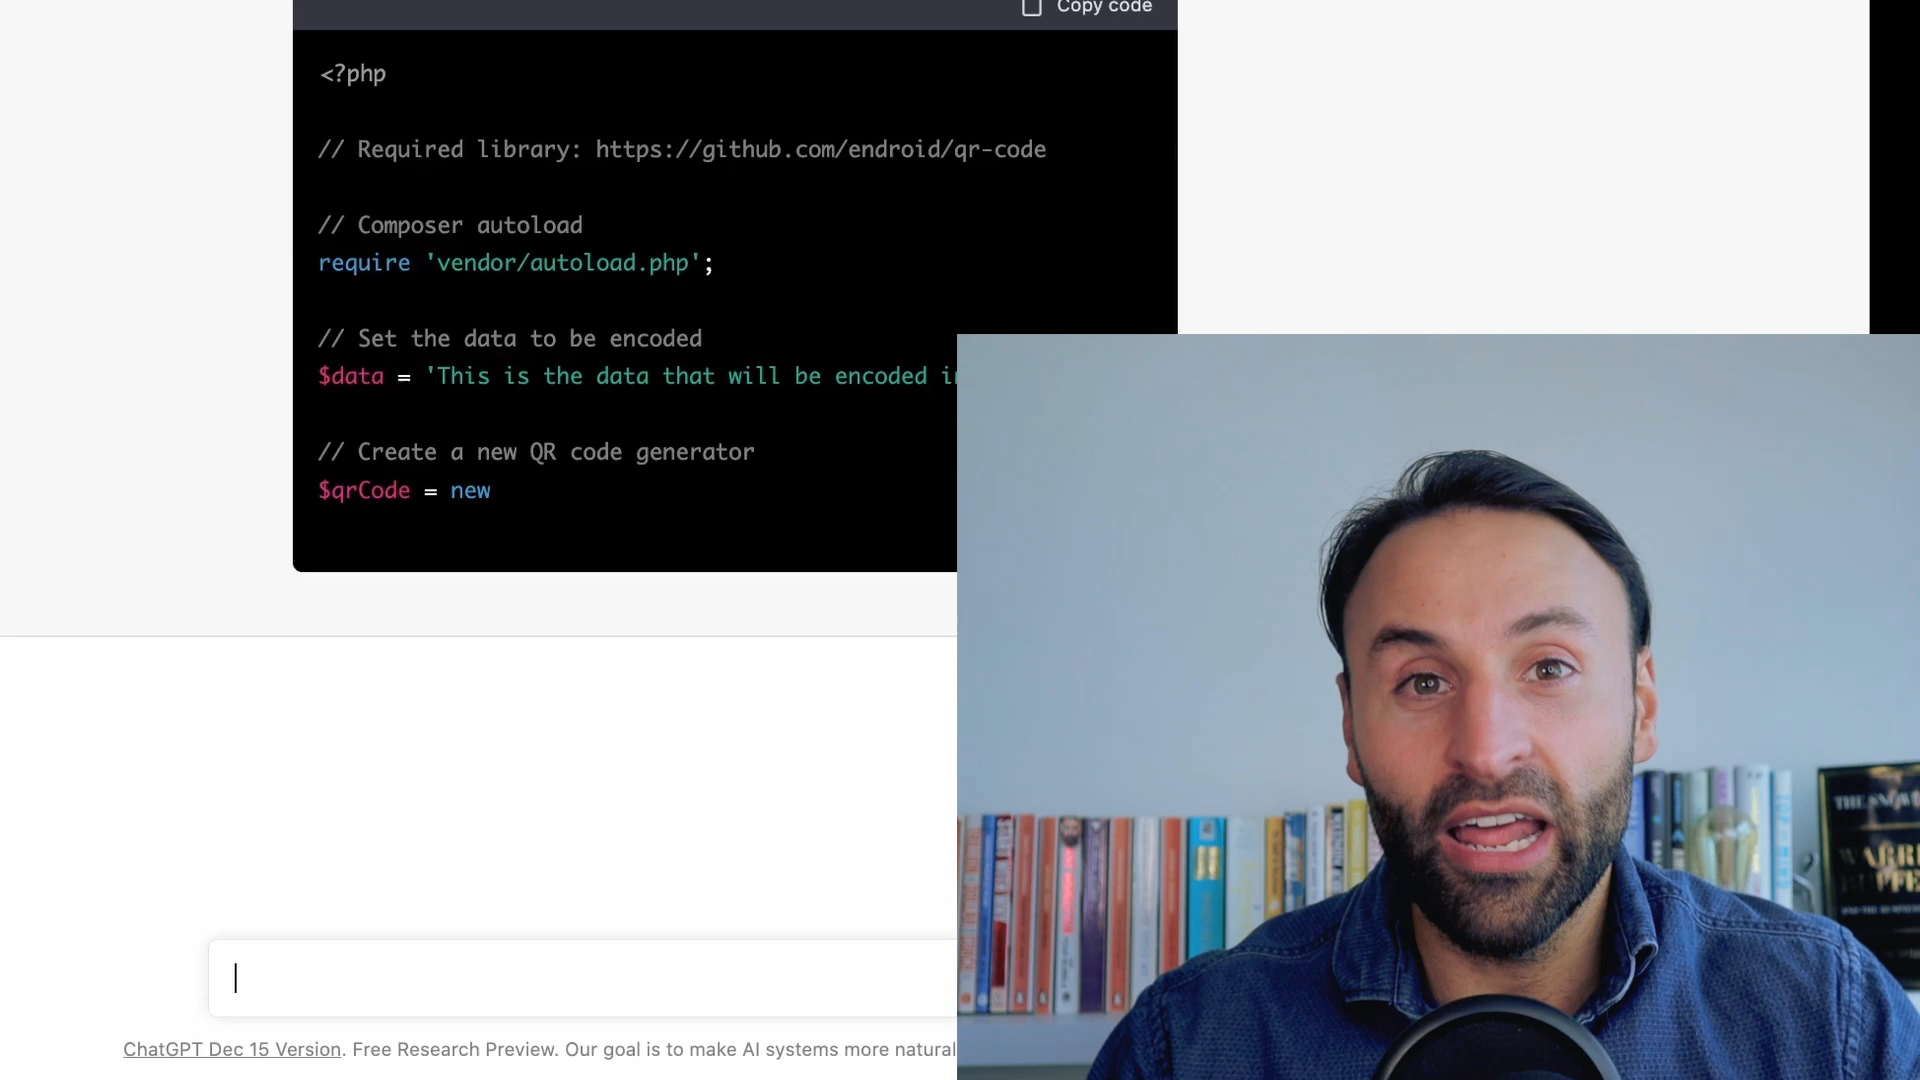 Copy code
<?php
// Required library: https://github.com/endroid/qr-code
// Composer autoload
require 'vendor/autoload.php';
// Set the data to be encoded
$data = 'This is the data that will be encoded
// Create a new QR code generator
$qrCode = new
ChatGPT Dec 15 Version. Free Research Preview. Our goal is to make AI systems more natural